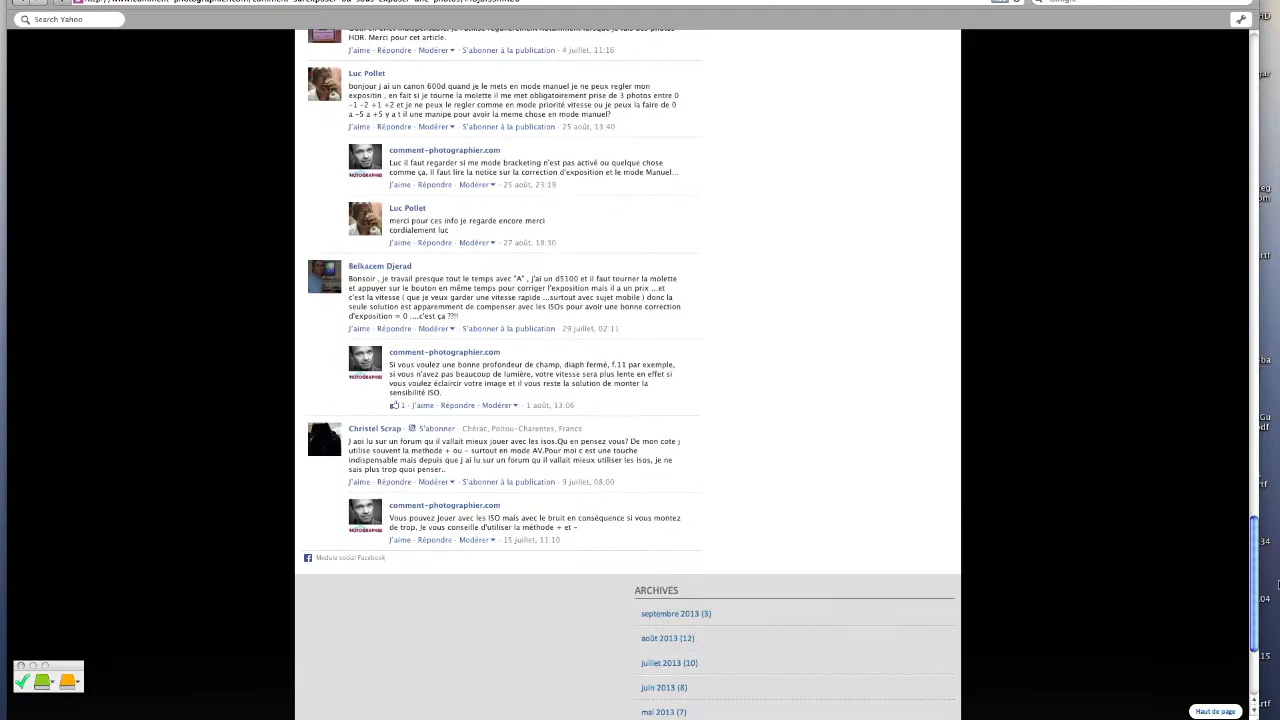 Search Yahoo
HDR. Merci pour cet article.
J'aime · Répondre · Modérer · S'abonner à la publication · 4 juillet, 11:16
Luc Pollet
bonjour j ai un canon 600d quand je le mets en mode manuel je ne peux regler mon
expositin , en fait si je tourne la molette il me met obligatoirement prise de 3 photos entre 0
-1 -2 +1 +2 et je ne peux le regler comme en mode priorité vitesse ou je peux la faire de 0
a -5 a +5 y a t il une manipe pour avoir la meme chose en mode manuel?
J'aime · Répondre · Modérer · S'abonner à la publication · 25 août, 13:40
comment-photographier.com
Luc il faut regarder si me mode bracketing n'est pas activé ou quelque chose
comme ça. Il faut lire la notice sur la correction d'exposition et le mode Manuel...
J'aime · Répondre · Modérer · 25 août, 23:19
Luc Pollet
merci pour ces info je regarde encore merci
cordialement luc
J'aime · Répondre · Modérer · 27 août, 18:30
Belkacem Djerad
Bonsoir , je travail presque tout le temps avec "A" , j'ai un d5100 et il faut tourner la molette
et appuyer sur le bouton en même temps pour corriger l'exposition mais il a un prix ...et
c'est la vitesse ( que je veux garder une vitesse rapide ...surtout avec sujet mobile ) donc la
seule solution est apparemment de compenser avec les ISOs pour avoir une bonne correction
d'exposition = 0 ....c'est ça ??!!
J'aime · Répondre · Modérer · S'abonner à la publication · 29 juillet, 02:11
comment-photographier.com
Si vous voulez une bonne profondeur de champ, diaph fermé, f.11 par exemple,
si vous n'avez pas beaucoup de lumière, votre vitesse sera plus lente en effet si
vous voulez éclaircir votre image et il vous reste la solution de monter la
sensibilité ISO.
1 · J'aime · Répondre · Modérer · 1 août, 13:06
Christel Scrap · S'abonner · Chérac, Poitou-Charentes, France
J aoi lu sur un forum qu il vallait mieux jouer avec les isos.Qu en pensez vous? De mon cote j
utilise souvent la methode + ou - surtout en mode AV.Pour moi c est une touche
indispensable mais depuis que j ai lu sur un forum qu il vallait mieux utiliser les isos, je ne
sais plus trop quoi penser..
J'aime · Répondre · Modérer · S'abonner à la publication · 9 juillet, 08:00
comment-photographier.com
Vous pouvez jouer avec les ISO mais avec le bruit en conséquence si vous montez
de trop. Je vous conseille d'utiliser la méthode + et -
J'aime · Répondre · Modérer · 15 juillet, 11:10
Module social Facebook
ARCHIVES
septembre 2013 (3)
août 2013 (12)
juillet 2013 (10)
juin 2013 (8)
mai 2013 (7)
Haut de page